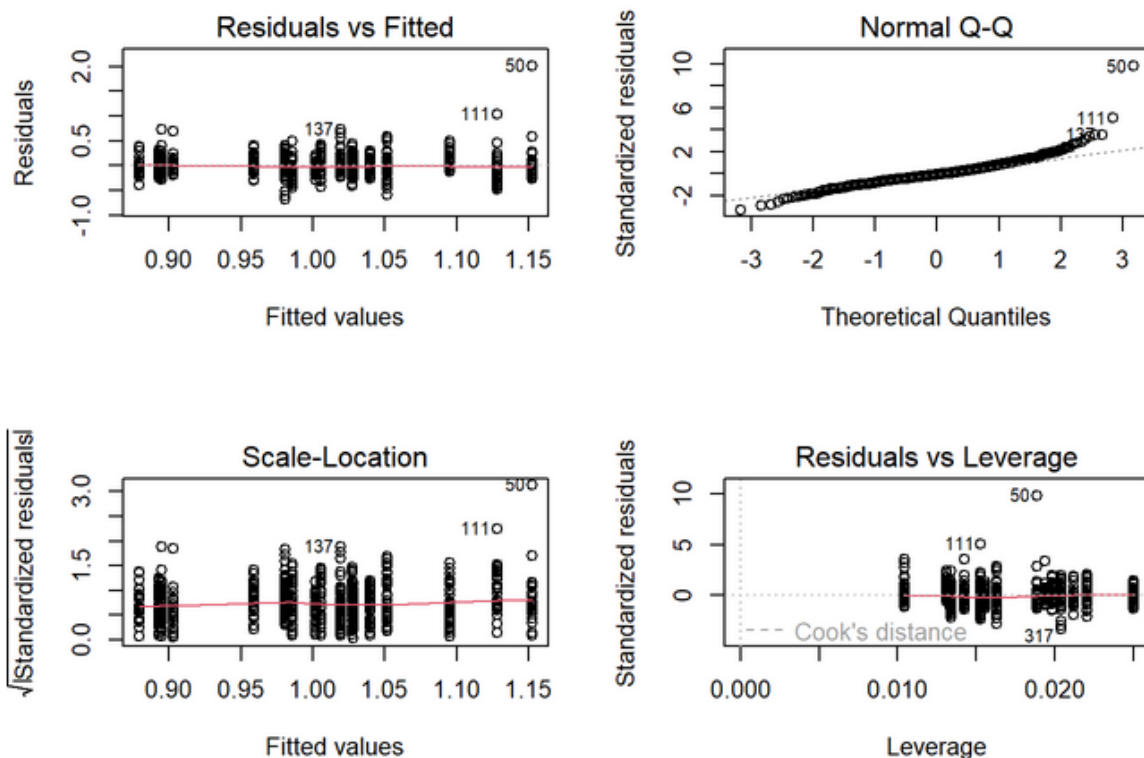 Residuals vs Fitted
Residuals
2.0
0.5
-1.0
50
111
137
0.90 0.95 1.00 1.05 1.10 1.15
Fitted values
Normal Q-Q
Standardized residuals
10
6
2
-2
50
111
137
-3 -2 -1 0 1 2 3
Theoretical Quantiles
Scale-Location
√|Standardized residuals|
3.0
1.5
0.0
50
111
137
0.90 0.95 1.00 1.05 1.10 1.15
Fitted values
Residuals vs Leverage
Standardized residuals
10
5
0
50
111
317
Cook's distance
0.000 0.010 0.020
Leverage